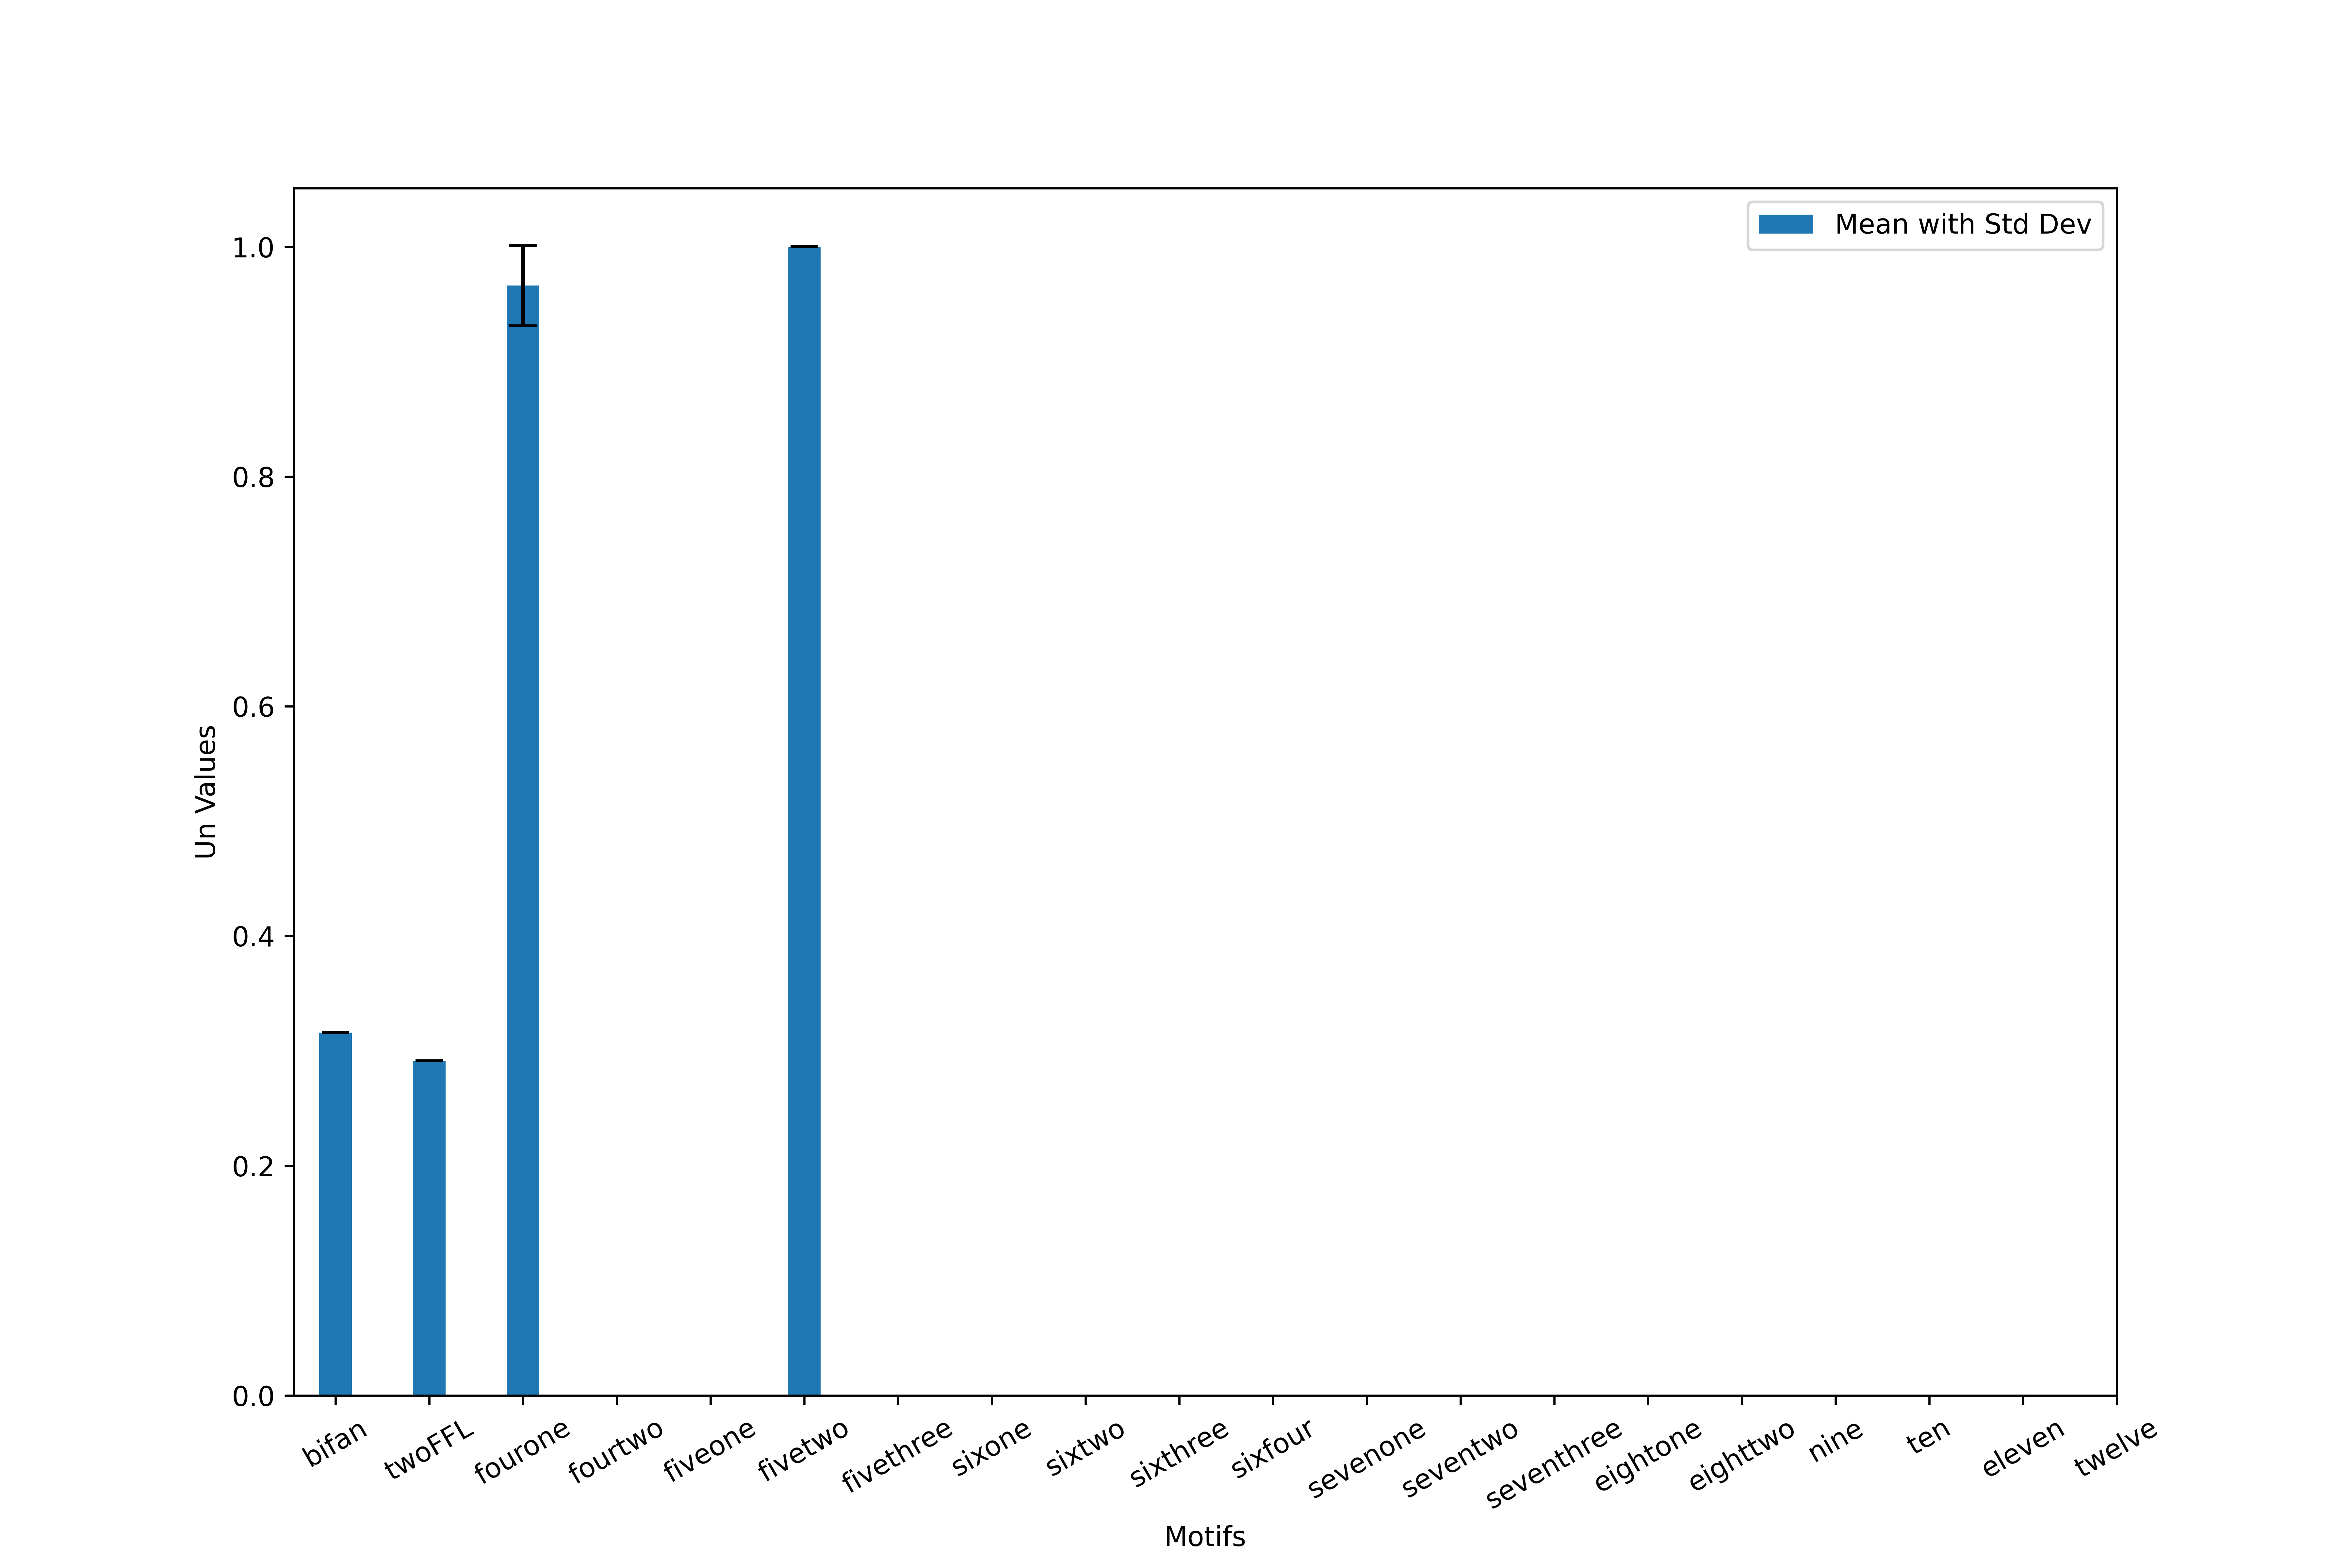 Mean with Std Dev
1.0
0.8
0.6
0.4
0.2
0.0
Un Values
bifan
twoFFL
fourone
fourtwo
fiveone
fivetwo
fivethree
sixone
sixtwo
sixthree
sixfour
sevenone
seventwo
seventhree
eightone
eighttwo
nine
ten
eleven
twelve
Motifs